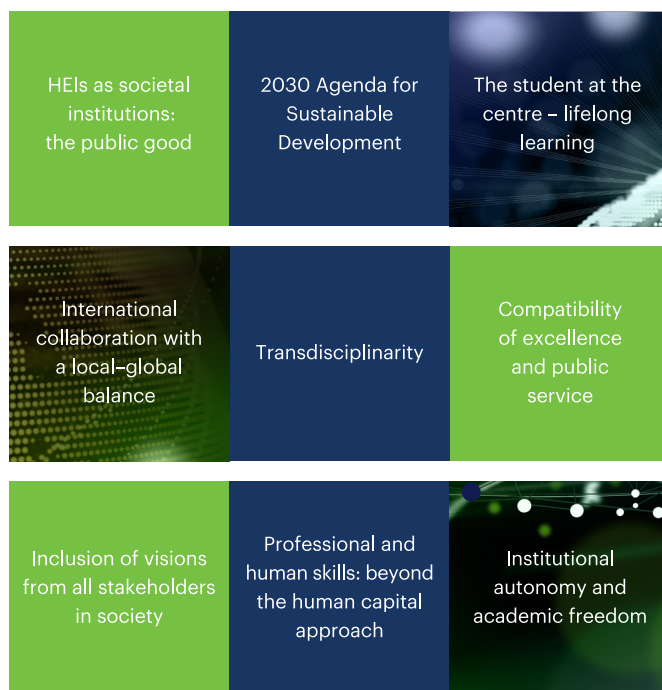 HEIs as societal
institutions:
the public good
2030 Agenda for
Sustainable
Development
The student at the
centre – lifelong
learning
International
collaboration with
a local–global
balance
Transdisciplinarity
Compatibility
of excellence
and public
service
Inclusion of visions
from all stakeholders
in society
Professional and
human skills: beyond
the human capital
approach
Institutional
autonomy and
academic freedom